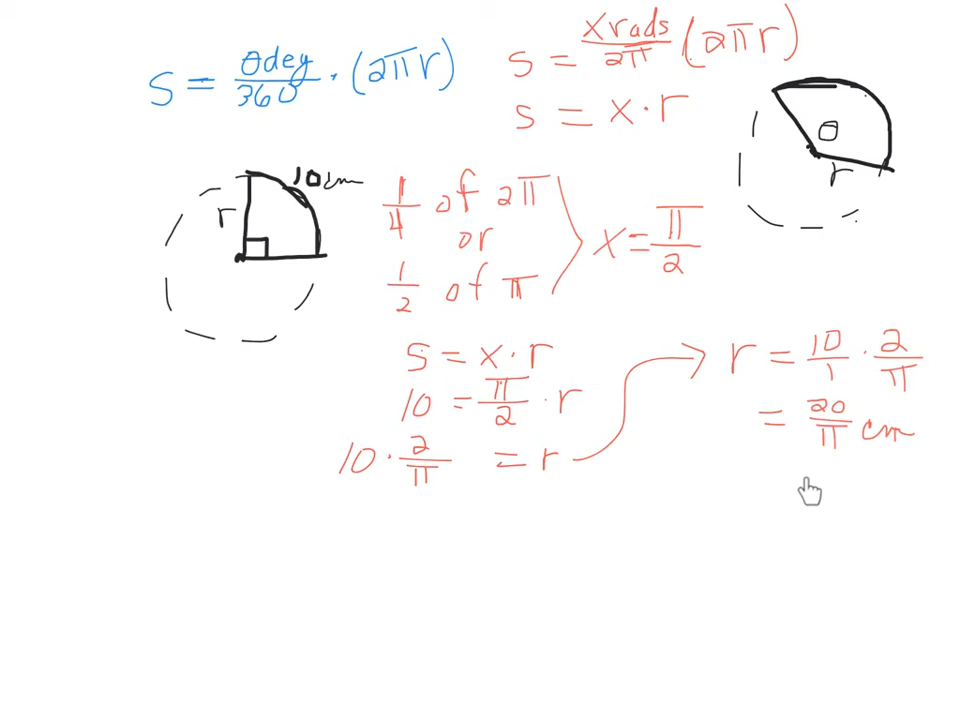 S = θdeg/360 · (2πr)
s = x rads/2π (2πr)
s = x · r
θ
r
10cm
r
1/4 of 2π
or
1/2 of π
x = π/2
s = x · r
10 = π/2 · r
10 · 2/π = r
r = 10/1 · 2/π
= 20/π cm